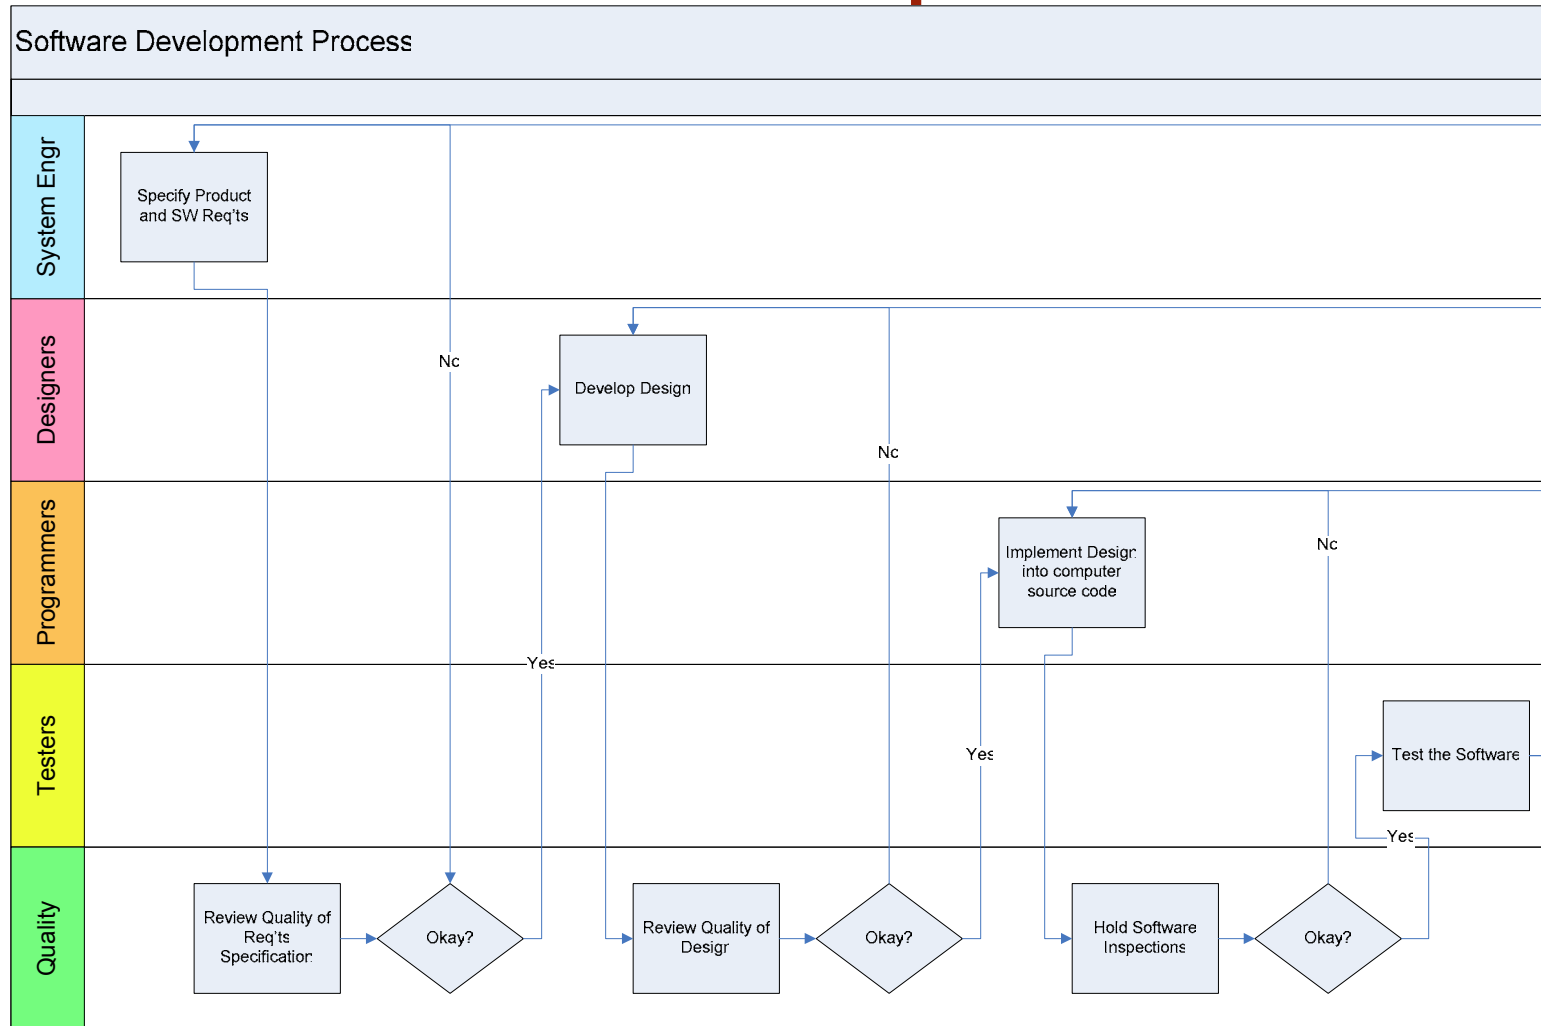 Software Development Process
System Engr
Specify Product
and SW Req'ts
Designers
No
Develop Design
No
Programmers
Implement Design
into computer
source code
No
Yes
Testers
Yes
Test the Software
Yes
Quality
Review Quality of
Req'ts
Specification
Okay?
Review Quality of
Design
Okay?
Hold Software
Inspections
Okay?